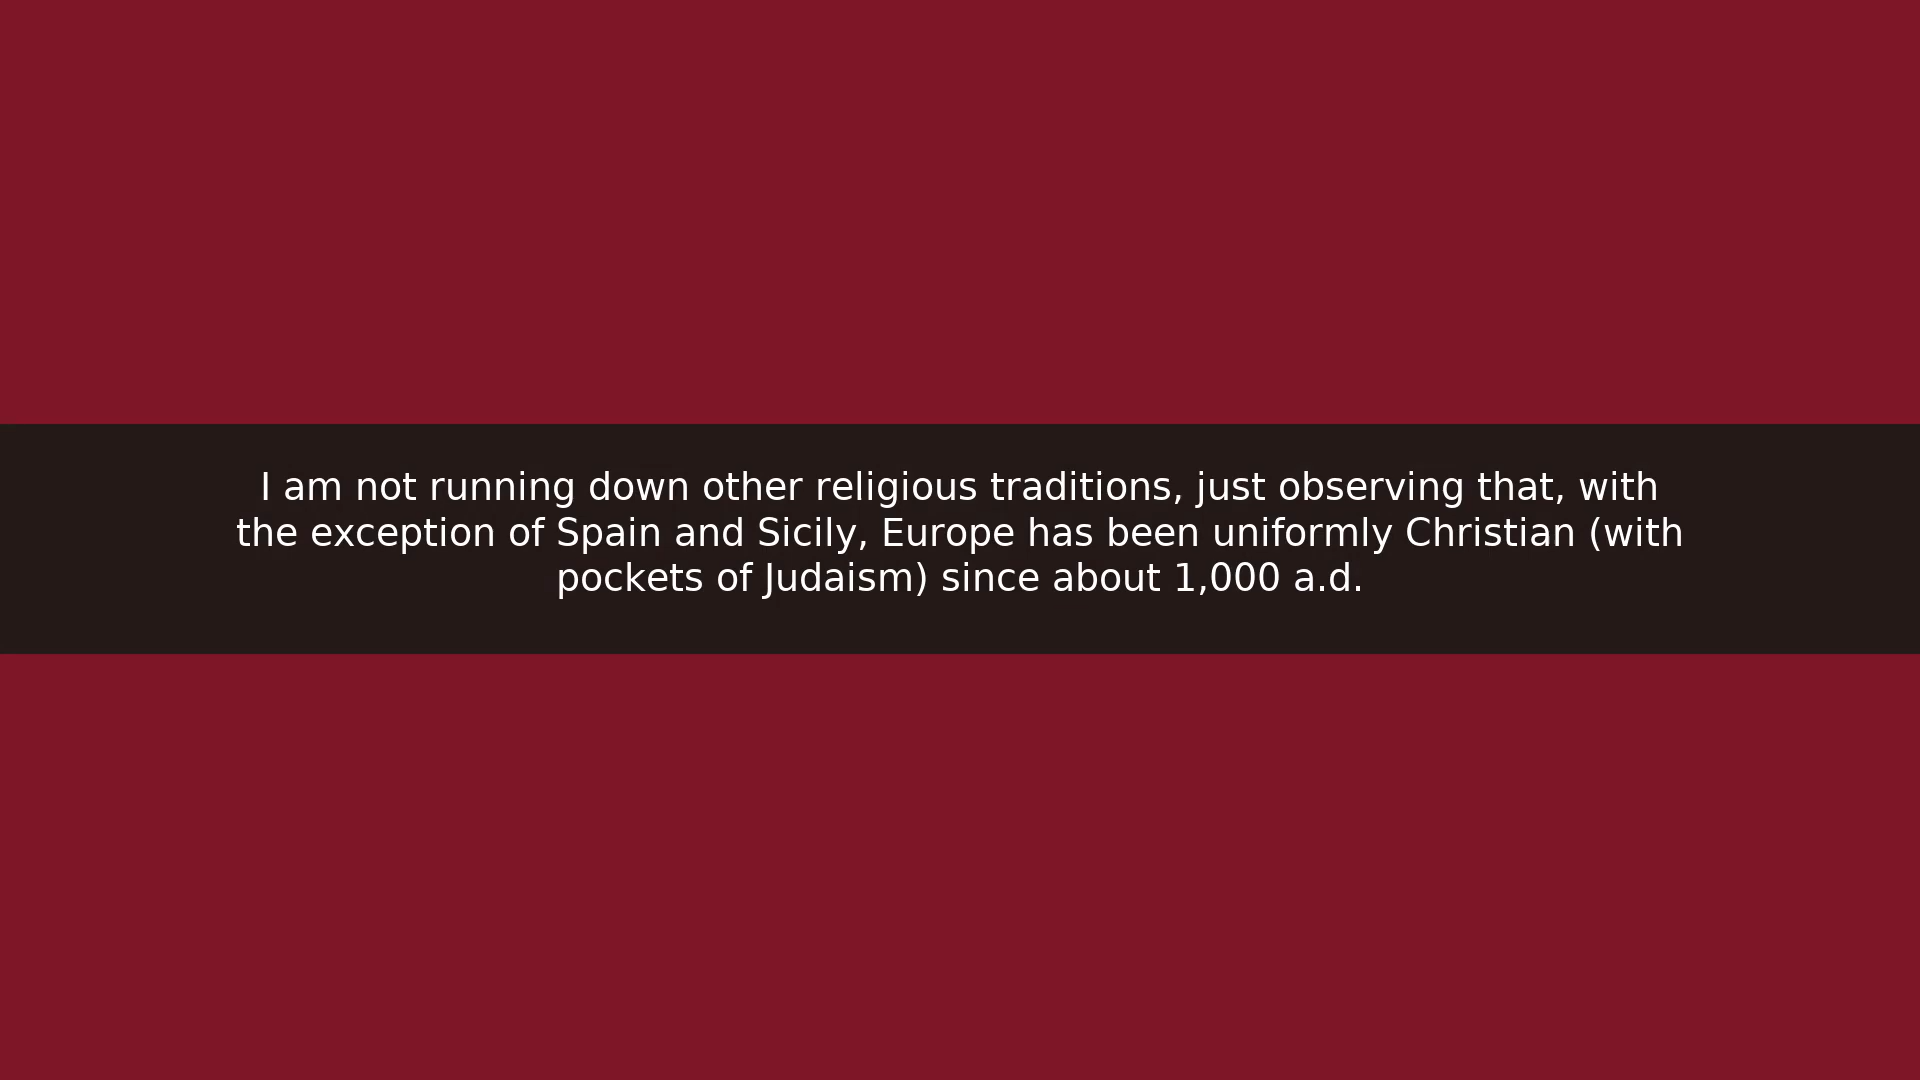 I am not running down other religious traditions, just observing that, with
the exception of Spain and Sicily, Europe has been uniformly Christian (with
pockets of Judaism) since about 1,000 a.d.